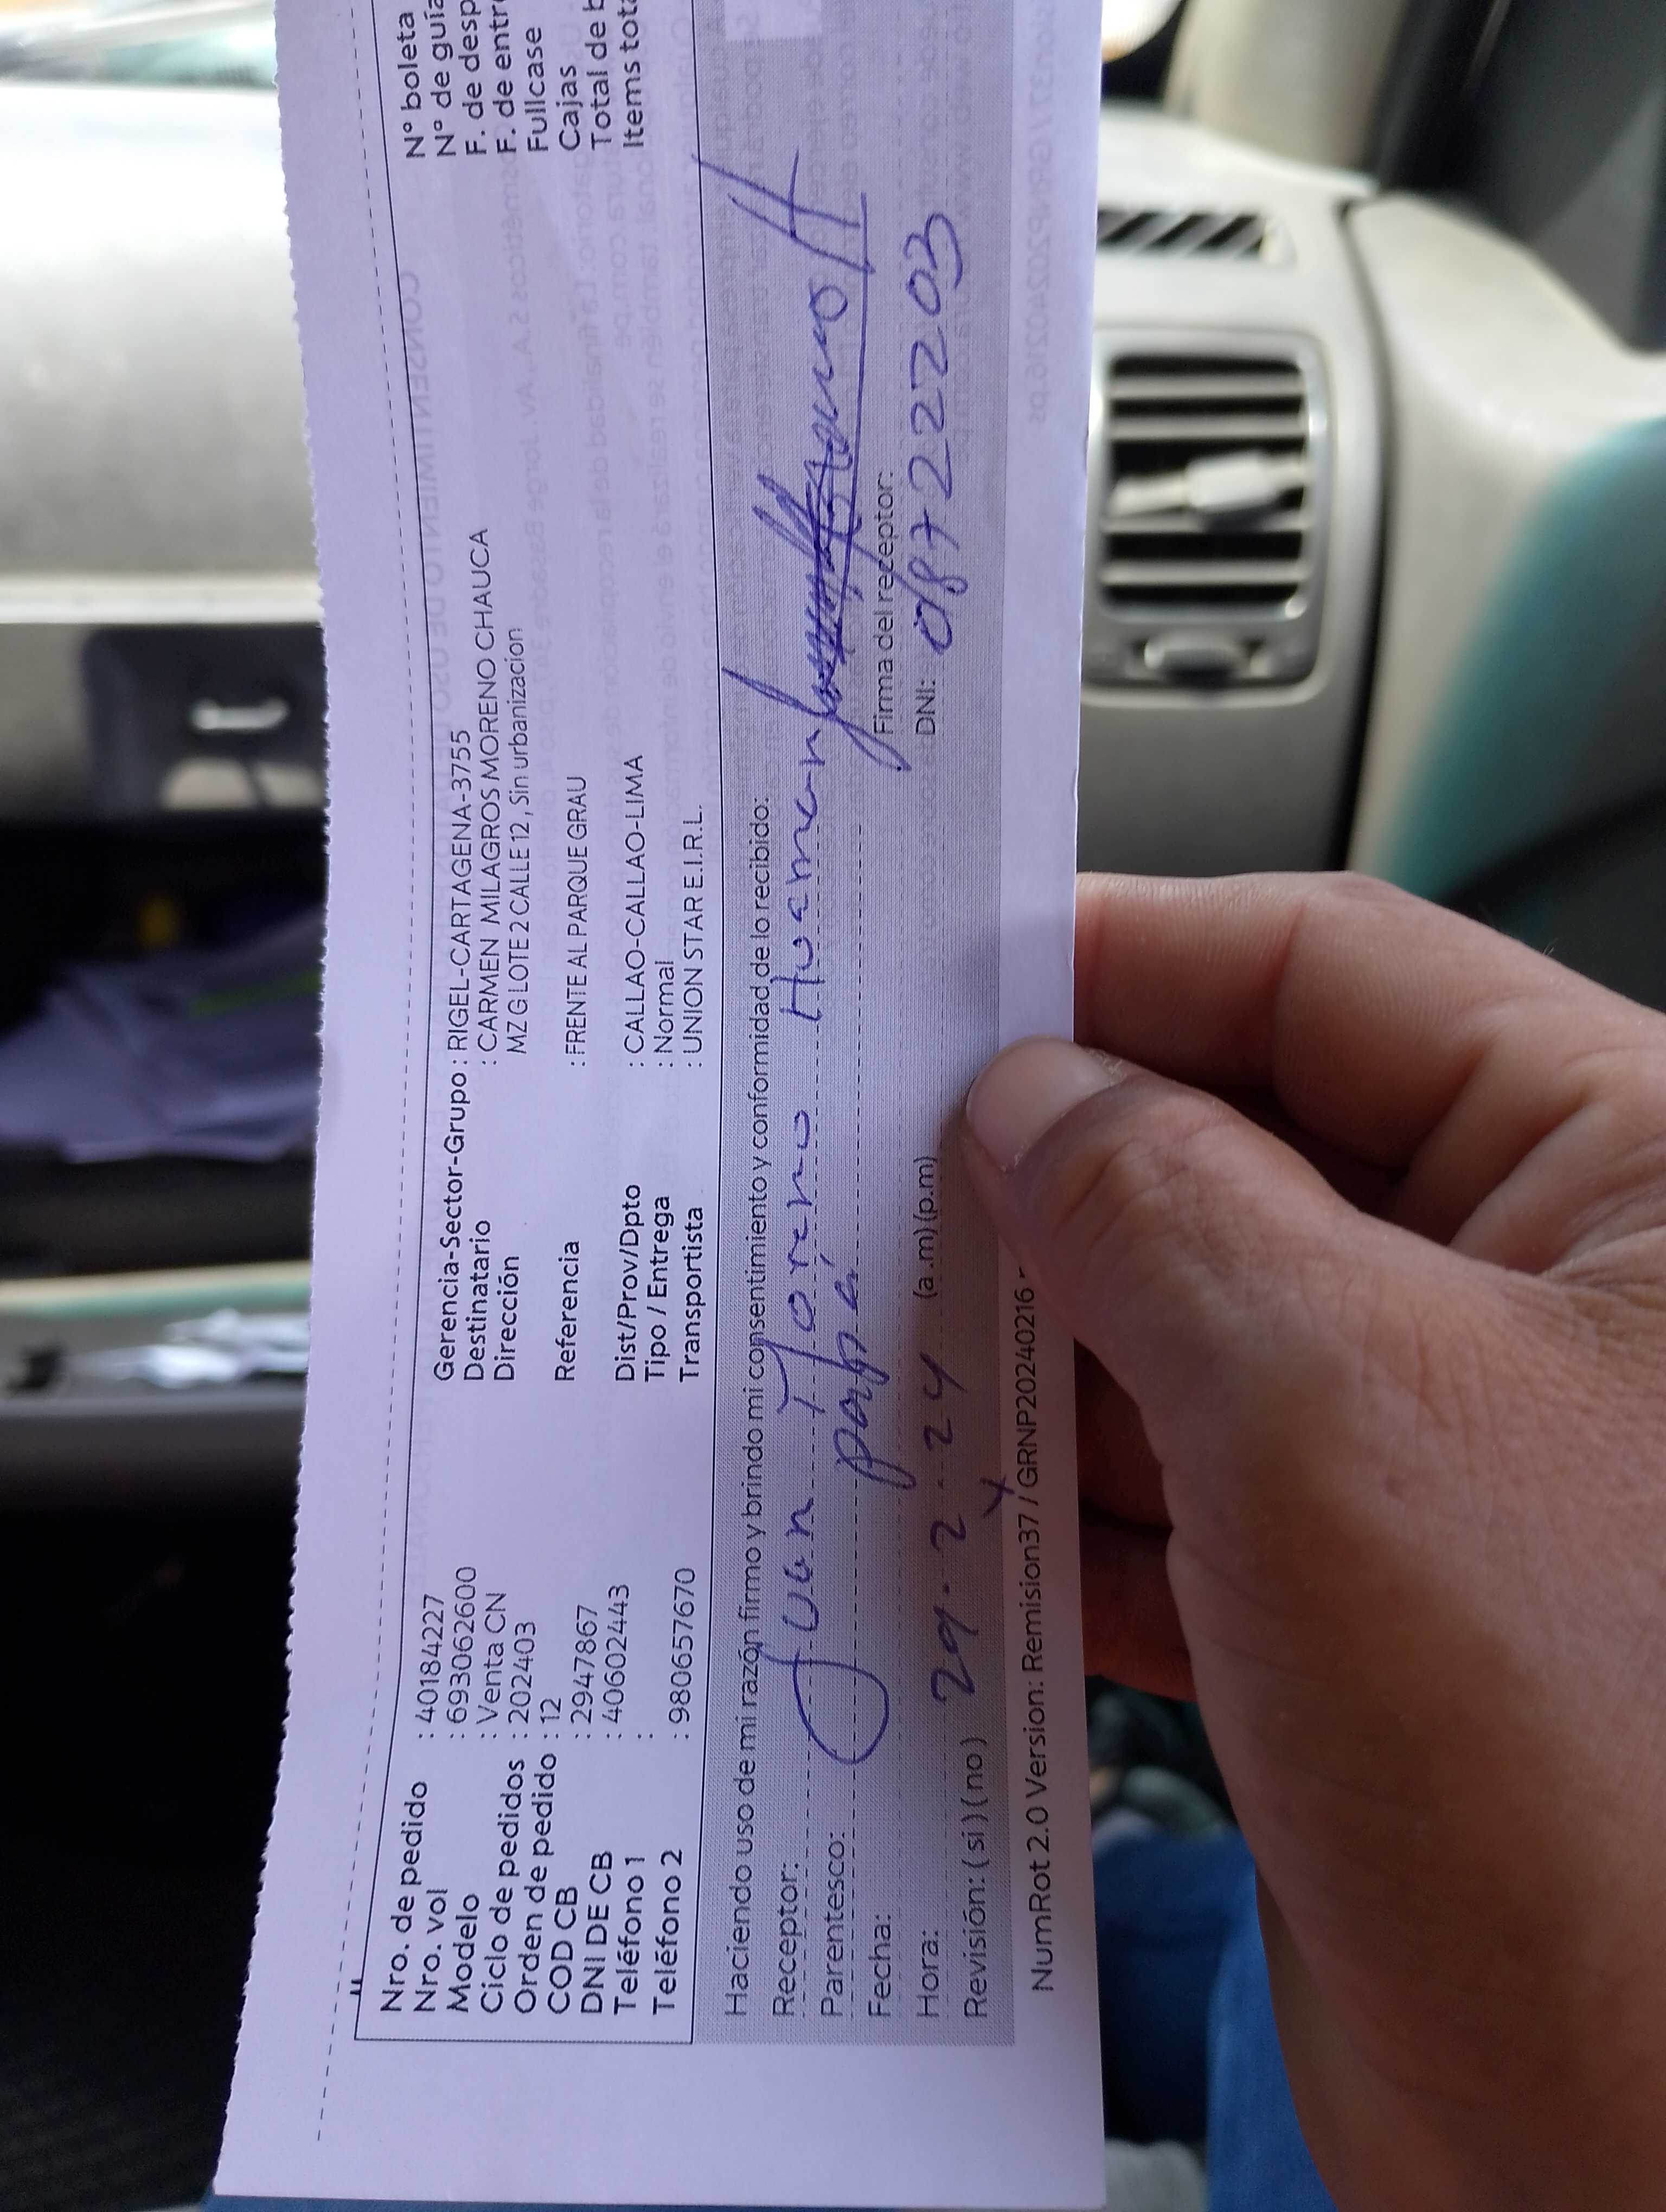 Nro. de pedido : 40184227
Nro. vol : 693062600
Modelo : Venta CN
Ciclo de pedidos : 202403
Orden de pedido : 12
COD CB : 2947867
DNI DE CB : 40602443
Teléfono 1 :
Teléfono 2 : 980657670
Gerencia-Sector-Grupo : RIGEL-CARTAGENA-3755
Destinatario : CARMEN MILAGROS MORENO CHAUCA
Dirección MZ G LOTE 2 CALLE 12, Sin urbanizacion
Referencia : FRENTE AL PARQUE GRAU
Dist/Prov/Dpto : CALLAO-CALLAO-LIMA
Tipo / Entrega : Normal
Transportista : UNION STAR E.I.R.L.
N° boleta
N° de guía
F. de desp
F. de entr
Fullcase
Cajas
Total de b
Items tota
Haciendo uso de mi razón firmo y brindo mi consentimiento y conformidad de lo recibido:
Receptor: Juan Moreno Huaman
Parentesco: papá
Fecha: 29-2-24
Hora: (a.m) (p.m)
Revisión: (si) (no)
Firma del receptor:
DNI: 08722203
NumRot 2.0 Version: Remision37 / GRNP20240216